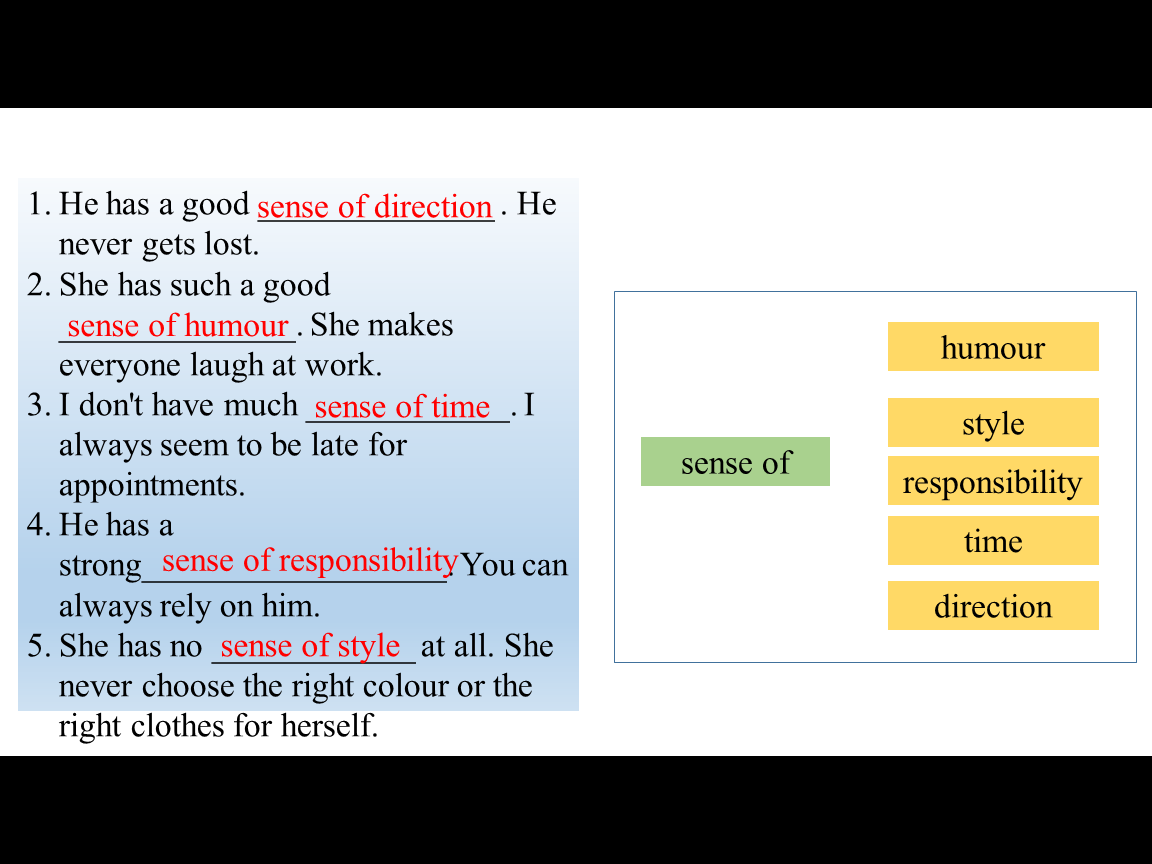 1. He has a good sense of direction . He
never gets lost.
2. She has such a good
sense of humour. She makes
everyone laugh at work.
3. I don't have much sense of time. I
always seem to be late for
appointments.
4. He has a
strong sense of responsibility. You can
always rely on him.
5. She has no sense of style at all. She
never choose the right colour or the
right clothes for herself.
humour
style
sense of
responsibility
time
direction